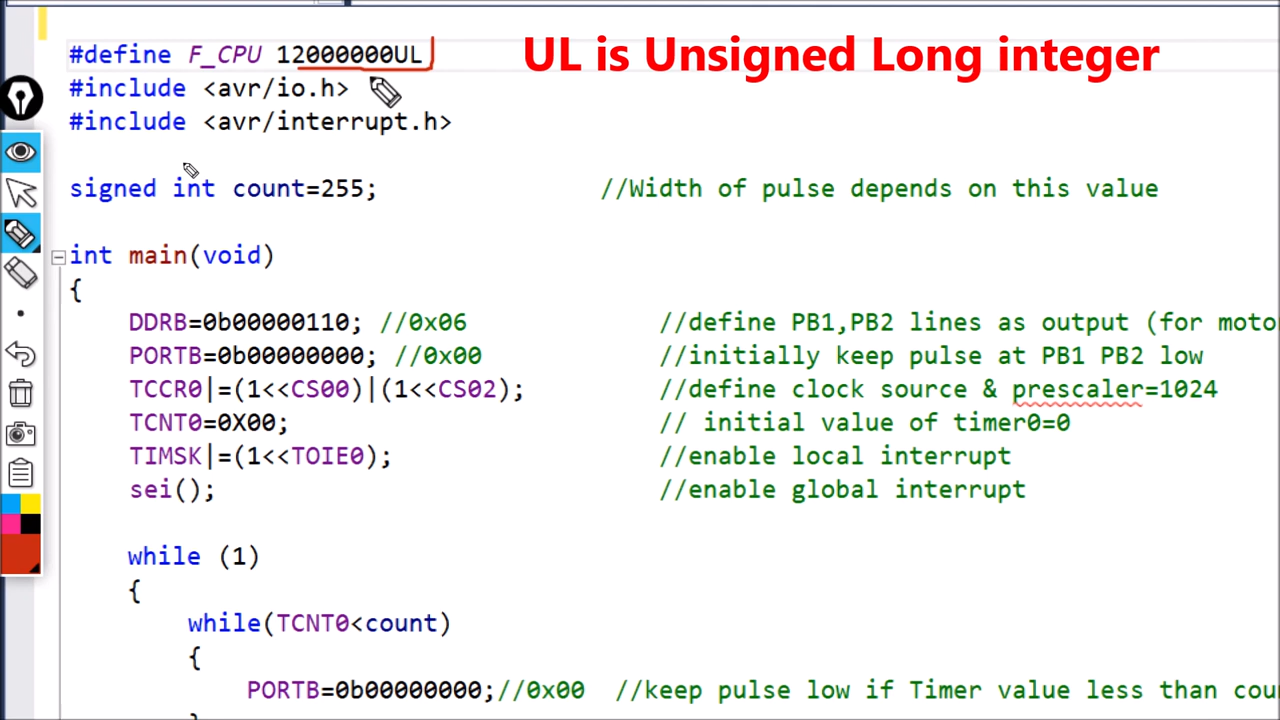 #define F_CPU 12000000UL
UL is Unsigned Long integer
#include <avr/io.h>
#include <avr/interrupt.h>
signed int count=255; //Width of pulse depends on this value
int main(void)
{
DDRB=0b00000110; //0x06 //define PB1,PB2 lines as output (for moto
PORTB=0b00000000; //0x00 //initially keep pulse at PB1 PB2 low
TCCR0|=(1<<CS00)|(1<<CS02); //define clock source & prescaler=1024
TCNT0=0X00; // initial value of timer0=0
TIMSK|=(1<<TOIE0); //enable local interrupt
sei(); //enable global interrupt
while (1)
{
while(TCNT0<count)
{
PORTB=0b00000000;//0x00 //keep pulse low if Timer value less than cou